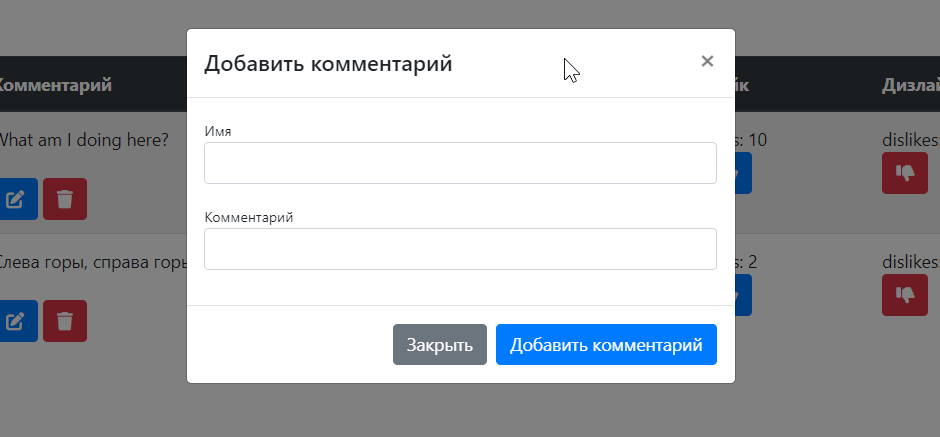 Добавить комментарий ×
Комментарий Дизлай
What am I doing here? s: 10 dislikes:
Имя
Комментарий
Слева горы, справа горы s: 2 dislikes:
Закрыть Добавить комментарий